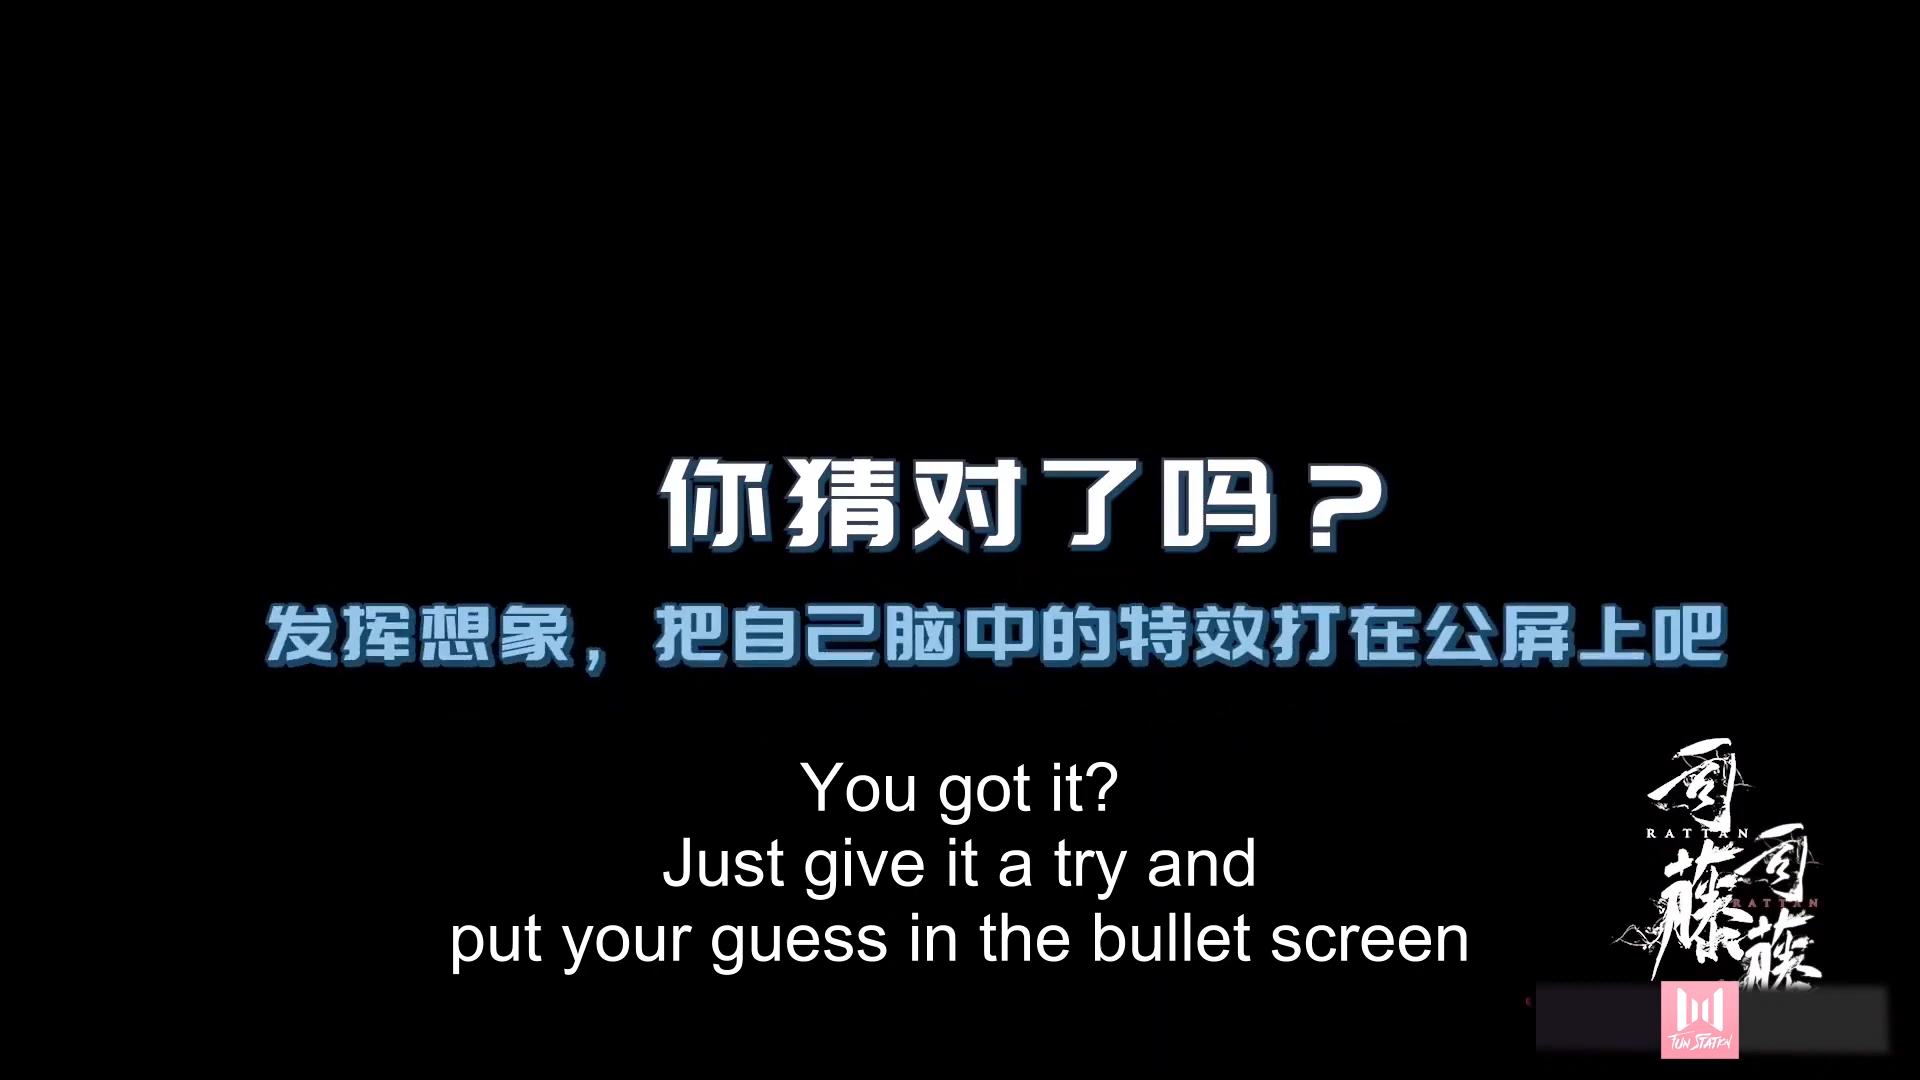 你猜对了吗？
发挥想象，把自己脑中的特效打在公屏上吧
You got it?
Just give it a try and
put your guess in the bullet screen
司
RATTAN
藤
司
RATTAN
藤
FUN STATION